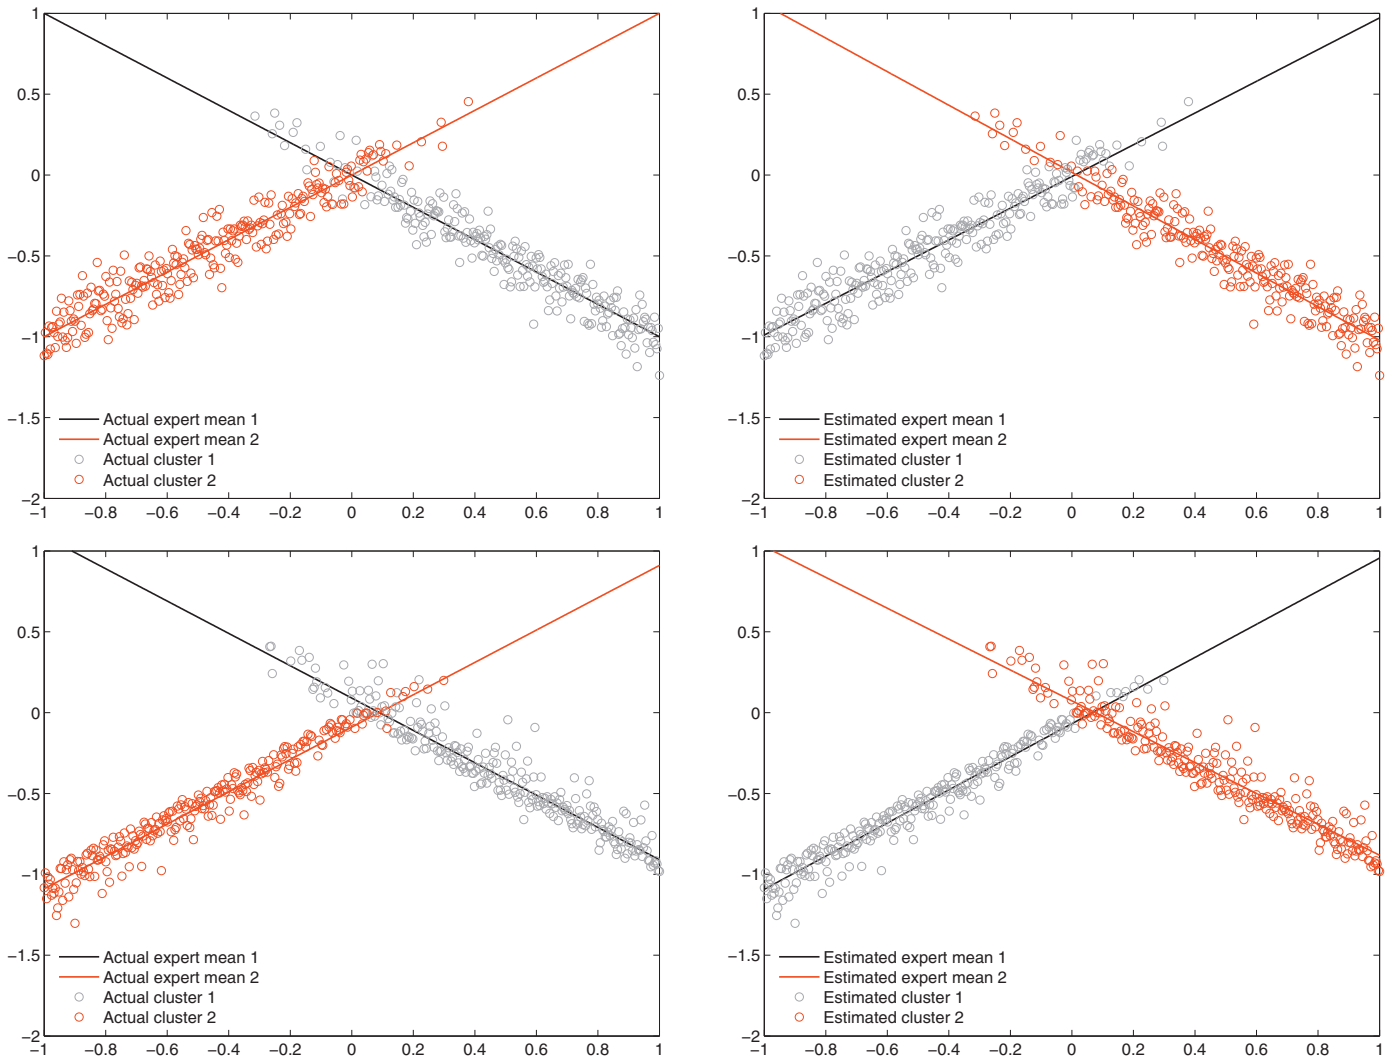 1
0.5
0
−0.5
−1
−1.5
−2
−1 −0.8 −0.6 −0.4 −0.2 0 0.2 0.4 0.6 0.8 1
Actual expert mean 1
Actual expert mean 2
Actual cluster 1
Actual cluster 2
1
0.5
0
−0.5
−1
−1.5
−2
−1 −0.8 −0.6 −0.4 −0.2 0 0.2 0.4 0.6 0.8 1
Estimated expert mean 1
Estimated expert mean 2
Estimated cluster 1
Estimated cluster 2
1
0.5
0
−0.5
−1
−1.5
−2
−1 −0.8 −0.6 −0.4 −0.2 0 0.2 0.4 0.6 0.8 1
Actual expert mean 1
Actual expert mean 2
Actual cluster 1
Actual cluster 2
1
0.5
0
−0.5
−1
−1.5
−2
−1 −0.8 −0.6 −0.4 −0.2 0 0.2 0.4 0.6 0.8 1
Estimated expert mean 1
Estimated expert mean 2
Estimated cluster 1
Estimated cluster 2